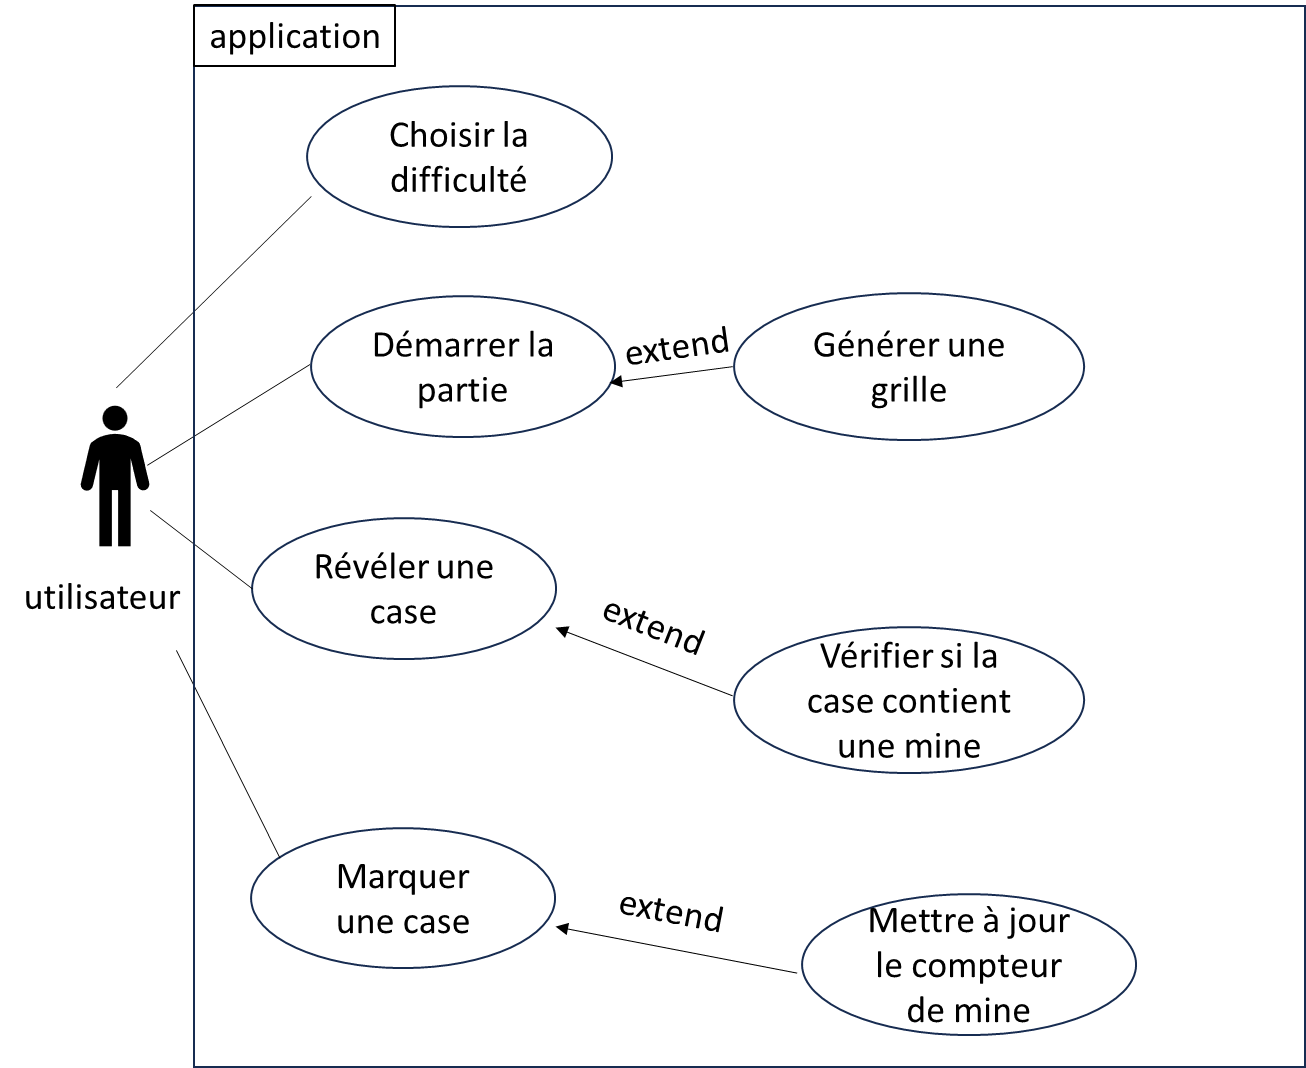 application
Choisir la
difficulté
Démarrer la
partie
extend
Générer une
grille
utilisateur
Révéler une
case
extend
Vérifier si la
case contient
une mine
Marquer
une case
extend
Mettre à jour
le compteur
de mine